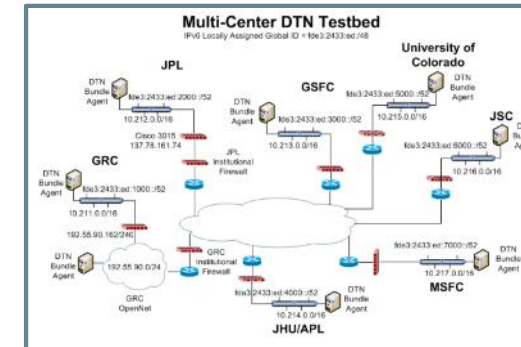 Multi-Center DTN Testbed
IPv6 Locally Assigned Global ID = fde3:2433:ed::/48
JPL
DTN
Bundle
Agent
fde3:2433:ed:2000::/52
10.212.0.0/16
Cisco 3015
137.78.161.74
JPL
Institutional
Firewall
GSFC
DTN
Bundle
Agent
fde3:2433:ed:3000::/52
10.213.0.0/16
University of
Colorado
DTN
Bundle
Agent
fde3:2433:ed:5000::/52
10.215.0.0/16
JSC
Bundle
Agent
fde3:2433:ed:6000::/52
10.216.0.0/16
GRC
DTN
Bundle
Agent
fde3:2433:ed:1000::/52
10.211.0.0/16
192.55.90.162/240
DTN
Bundle
Agent
192.55.90.0/24
GRC
OpenNet
GRC
Institutional
Firewall
fde3:2433:ed:4000::/52
10.214.0.0/16
DTN
Bundle
Agent
JHU/APL
fde3:2433:ed:7000::/52
10.217.0.0/16
DTN
Bundle
Agent
MSFC